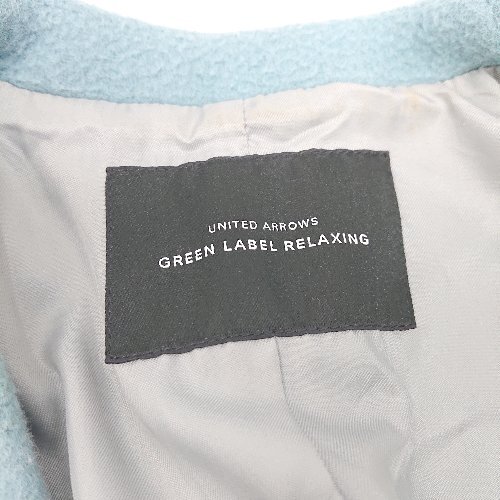 UNITED ARROWS
GREEN LABEL RELAXING